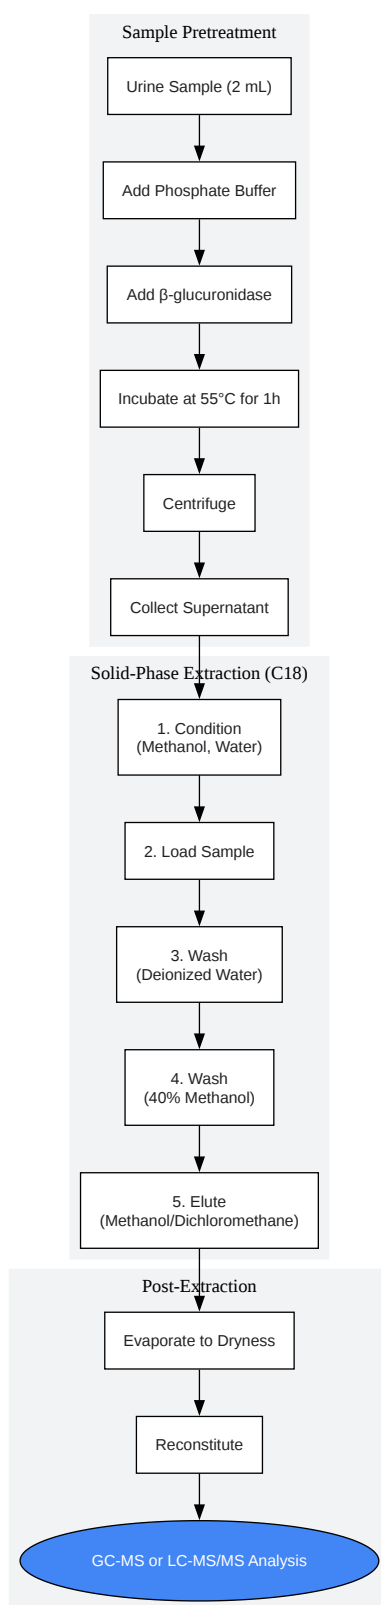 Sample Pretreatment
Urine Sample (2 mL)
Add Phosphate Buffer
Add β-glucuronidase
Incubate at 55°C for 1h
Centrifuge
Collect Supernatant
Solid-Phase Extraction (C18)
1. Condition
(Methanol, Water)
2. Load Sample
3. Wash
(Deionized Water)
4. Wash
(40% Methanol)
5. Elute
(Methanol/Dichloromethane)
Post-Extraction
Evaporate to Dryness
Reconstitute
GC-MS or LC-MS/MS Analysis